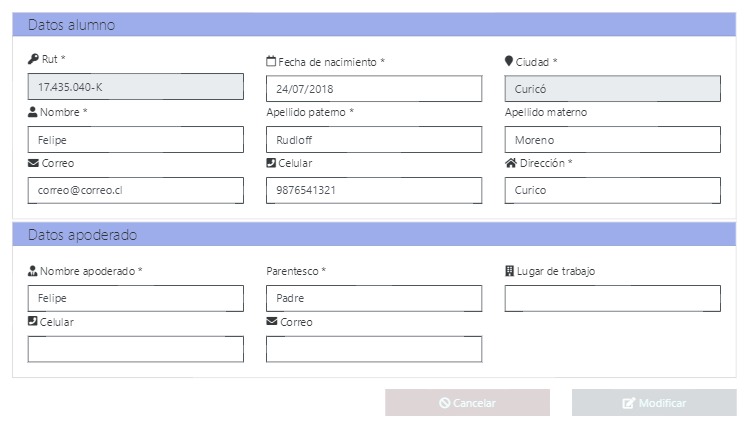 Datos alumno
Rut * Fecha de nacimiento * Ciudad *
17.435.040-K 24/07/2018 Curicó
Nombre * Apellido paterno * Apellido materno
Felipe Rudloff Moreno
Correo Celular Dirección *
correo@correo.cl 9876541321 Curico
Datos apoderado
Nombre apoderado * Parentesco * Lugar de trabajo
Felipe Padre
Celular Correo
Cancelar Modificar